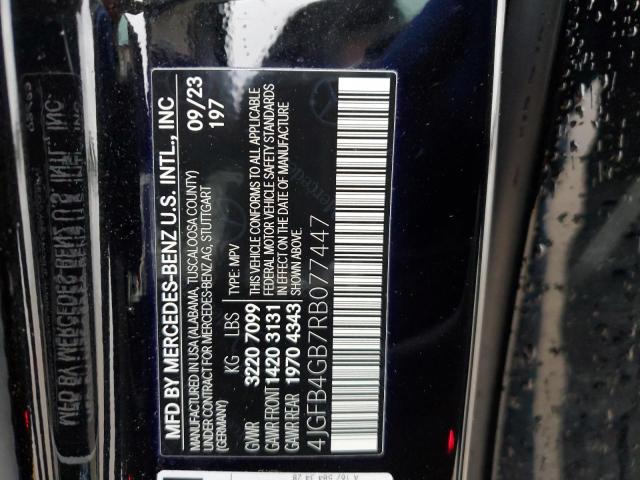 MFD BY MERCEDES-BENZ U.S. INTL., INC
MANUFACTURED IN USA (ALABAMA, TUSCALOOSA COUNTY)
CONTROLLED FOR MERCEDES-BENZ AG, STUTTGART
(GERMANY)
09/23
197
KG LBS TYPE: MPV
GVWR 3220 7099
GAWR FRONT 1420 3131
GAWR REAR 1970 4343
THIS VEHICLE CONFORMS TO ALL APPLICABLE
FEDERAL MOTOR VEHICLE SAFETY STANDARDS
IN EFFECT ON THE DATE OF MANUFACTURE
SHOWN ABOVE.
4JGFB4GB7RB077447